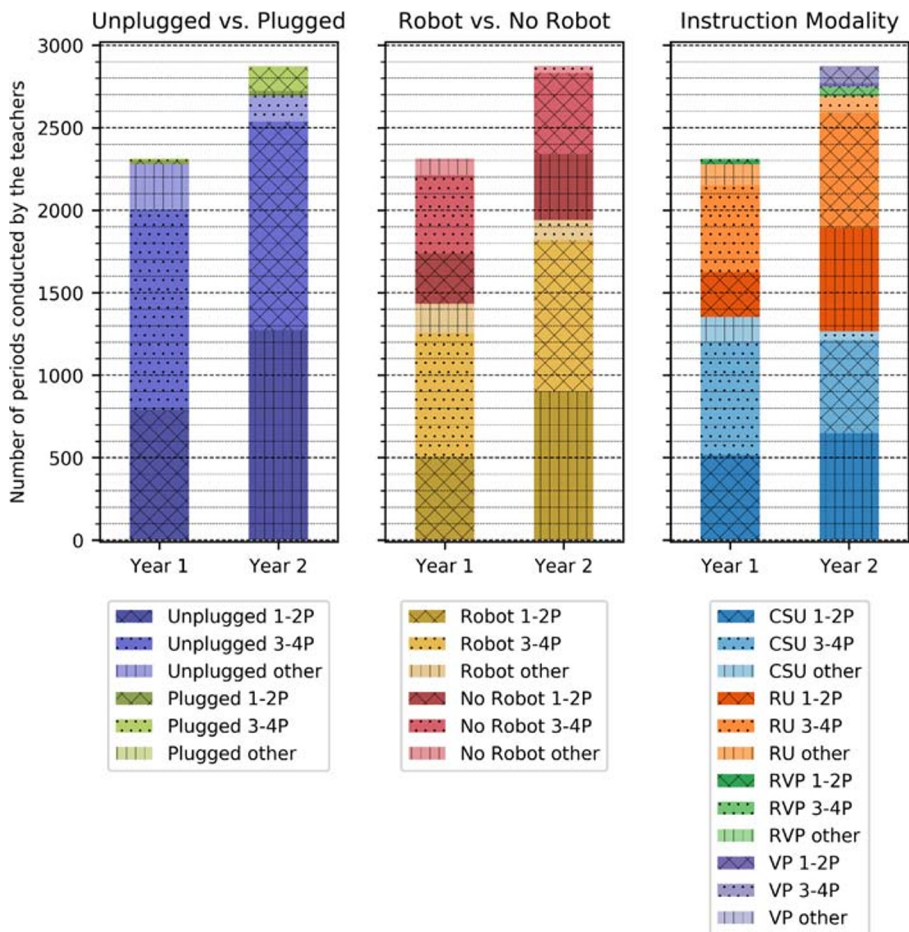 Unplugged vs. Plugged
Robot vs. No Robot
Instruction Modality
Number of periods conducted by the teachers
3000
2500
2000
1500
1000
500
0
Year 1
Year 2
Year 1
Year 2
Year 1
Year 2
Unplugged 1-2P
Unplugged 3-4P
Unplugged other
Plugged 1-2P
Plugged 3-4P
Plugged other
Robot 1-2P
Robot 3-4P
Robot other
No Robot 1-2P
No Robot 3-4P
No Robot other
CSU 1-2P
CSU 3-4P
CSU other
RU 1-2P
RU 3-4P
RU other
RVP 1-2P
RVP 3-4P
RVP other
VP 1-2P
VP 3-4P
VP other